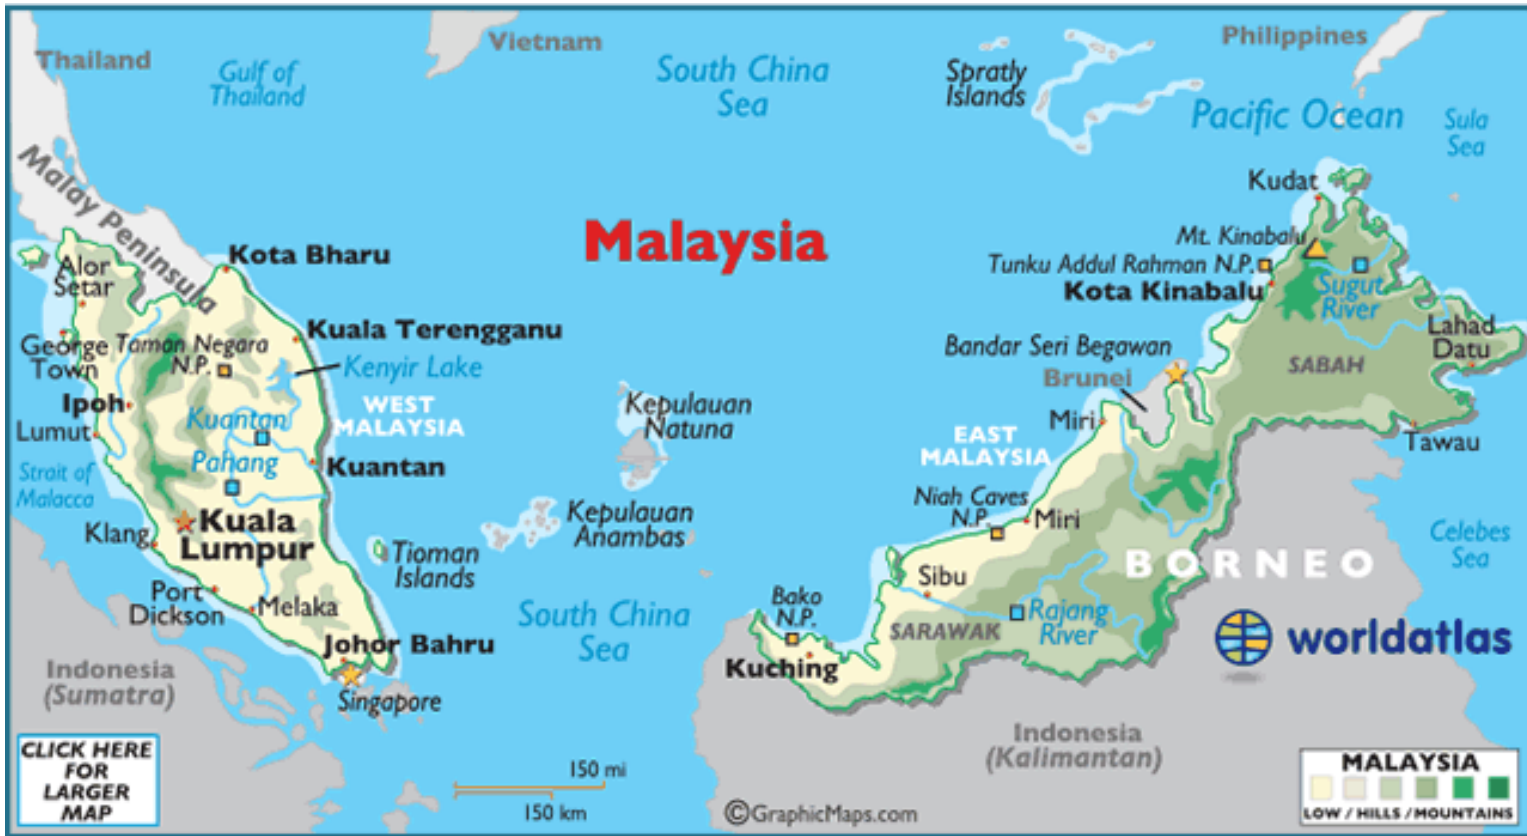 Thailand
Vietnam
Philippines
Gulf of
Thailand
South China
Sea
Spratly
Islands
Pacific Ocean
Sula
Sea
Malay Peninsula
Kudat
Malaysia
Mt. Kinabalu
Tunku Addul Rahman N.P.
Kota Kinabalu
Sugut
River
Kota Bharu
Alor
Setar
Kuala Terengganu
George
Town
Taman Negara
N.P.
Kenyir Lake
Bandar Seri Begawan
Brunei
Lahad
Datu
SABAH
Ipoh
Lumut
Kuantan
WEST
MALAYSIA
Kepulauan
Natuna
Miri
EAST
MALAYSIA
Tawau
Strait of
Malacca
Pahang
Kuantan
Niah Caves
N.P.
Miri
Klang
Kuala
Lumpur
Kepulauan
Anambas
Tioman
Islands
Celebes
Sea
BORNEO
Port
Dickson
Melaka
South China
Sea
Bako
N.P.
Sibu
Rajang
River
SARAWAK
worldatlas
Johor Bahru
Kuching
Indonesia
(Sumatra)
Singapore
Indonesia
(Kalimantan)
CLICK HERE
FOR
LARGER
MAP
150 mi
150 km
©GraphicMaps.com
MALAYSIA
LOW / HILLS / MOUNTAINS